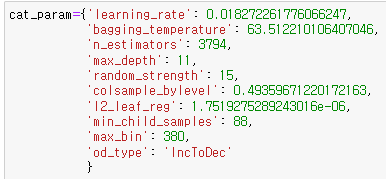 cat_param={'learning_rate': 0.018272261776066247,
'bagging_temperature': 63.512210106407046,
'n_estimators': 3794,
'max_depth': 11,
'random_strength': 15,
'colsample_bylevel': 0.49359671220172163,
'l2_leaf_reg': 1.7519275289243016e-06,
'min_child_samples': 88,
'max_bin': 380,
'od_type': 'IncToDec'
}